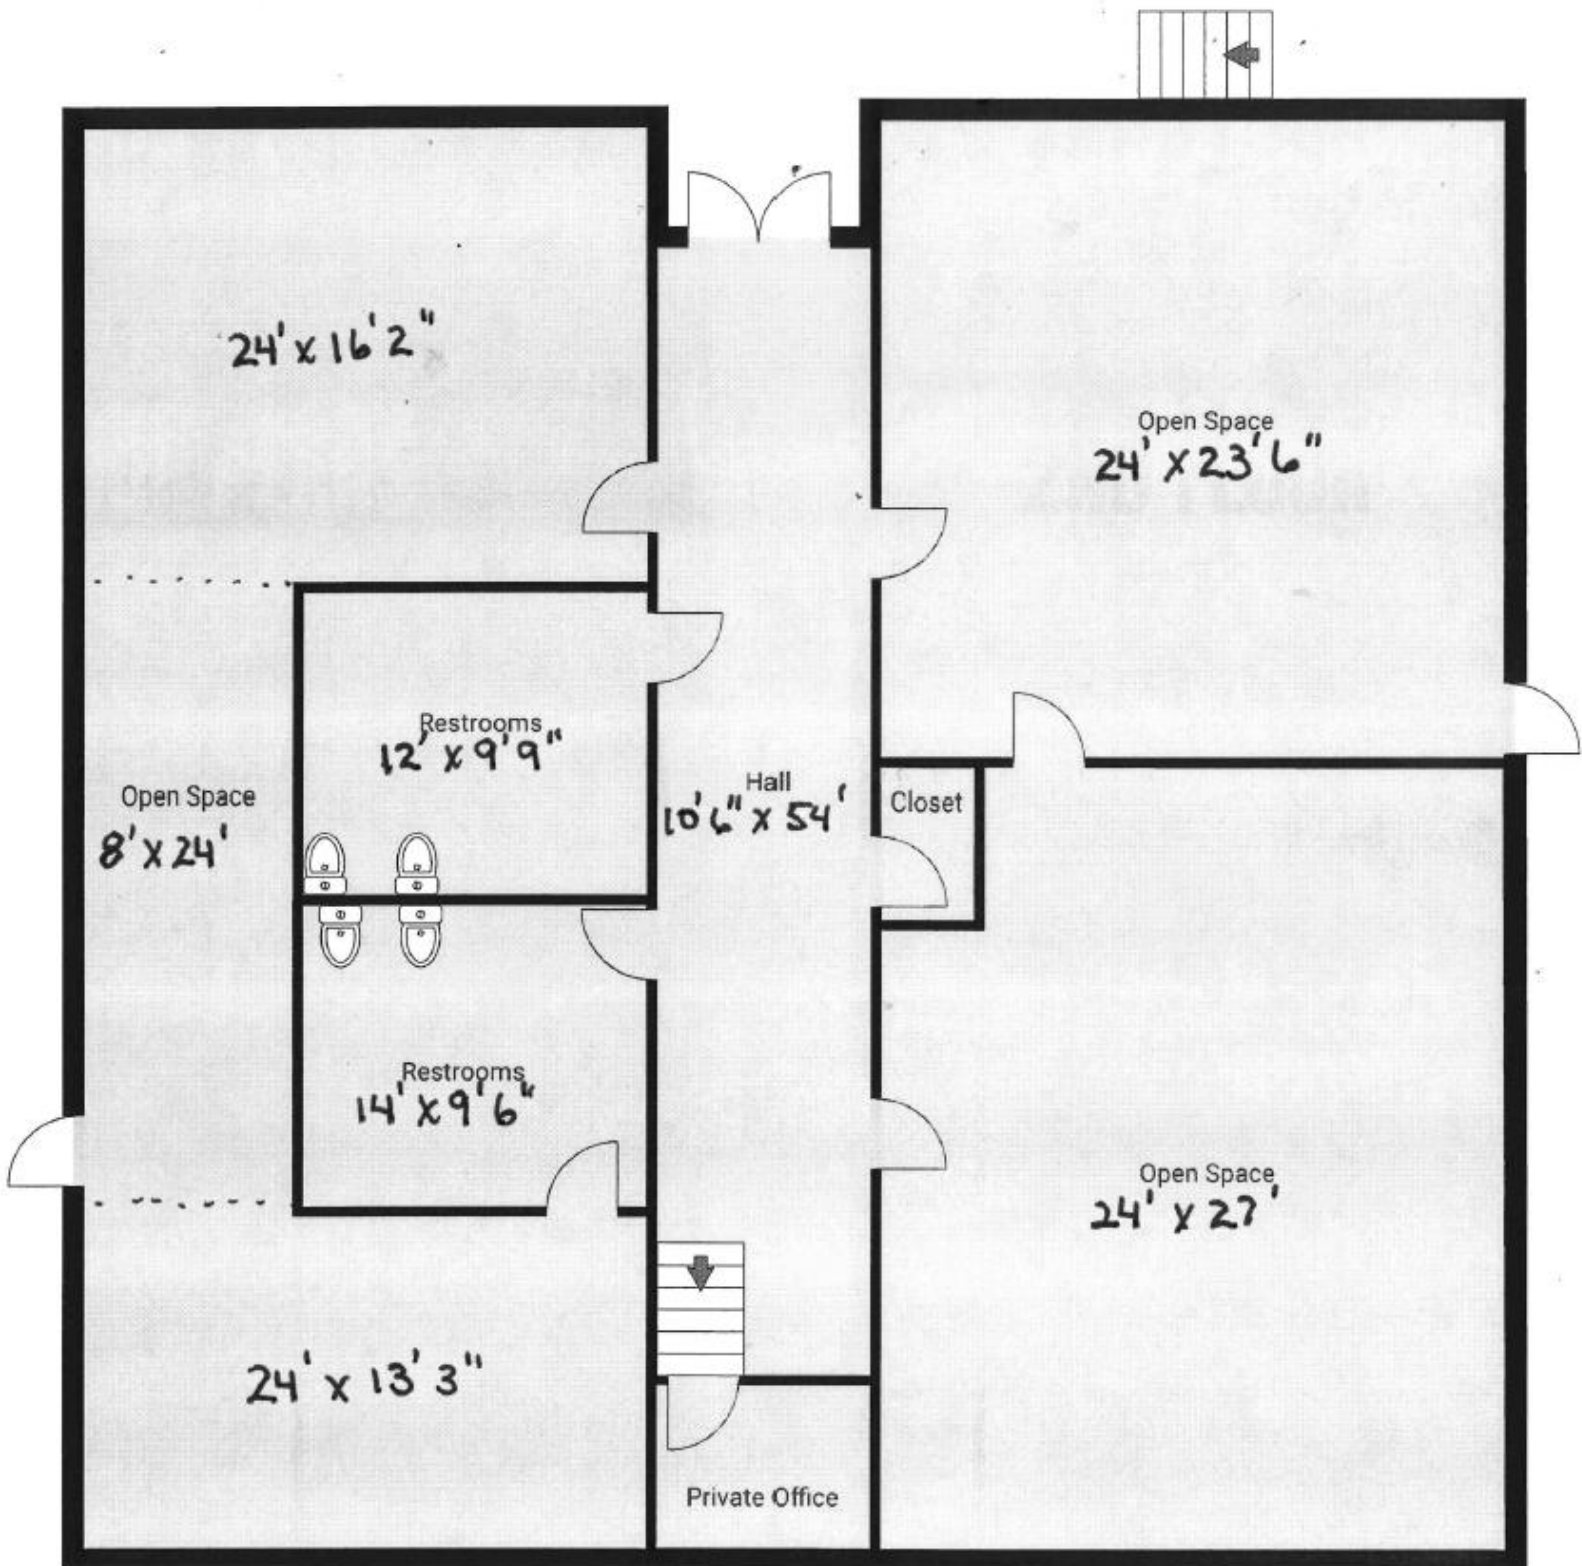 24' x 16'2"
Open Space
24' x 23'6"
Restrooms
12' x 9'9"
Hall
10'6" x 54'
Closet
Open Space
8' x 24'
Restrooms
14' x 9'6"
Open Space
24' x 27'
24' x 13'3"
Private Office